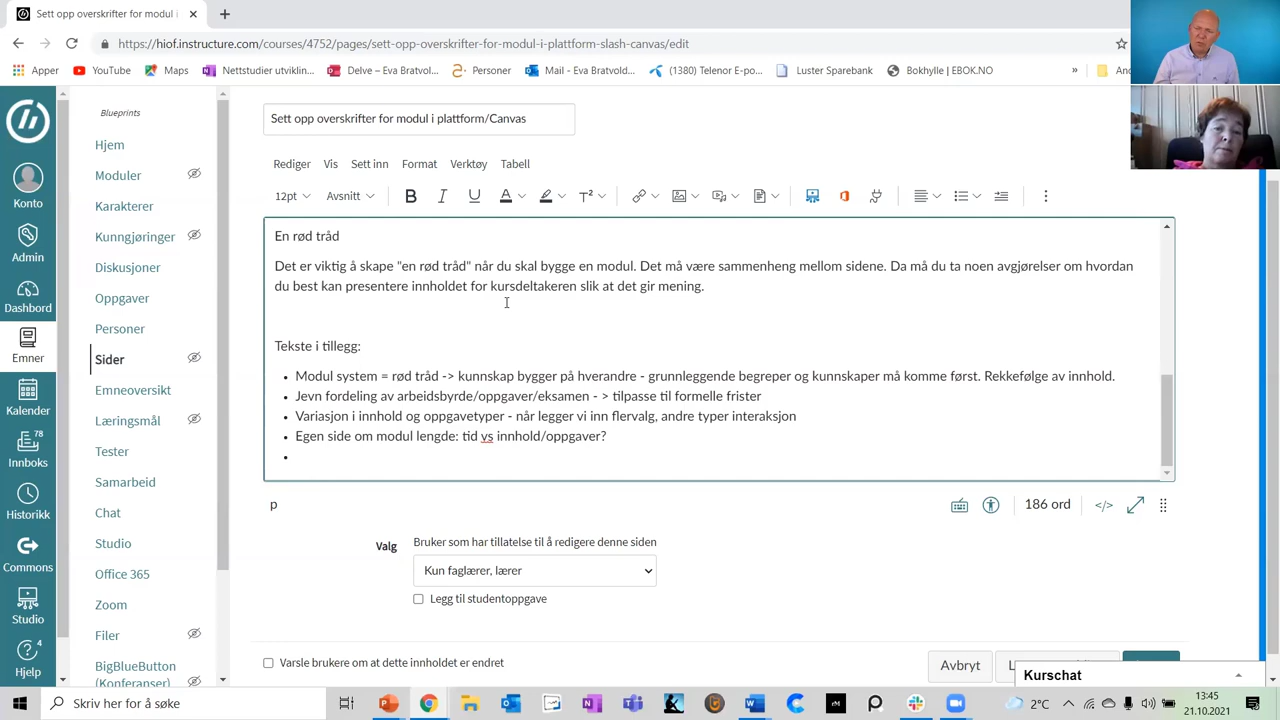 Sett opp overskrifter for modul i
https://hiof.instructure.com/courses/4752/pages/sett-opp-overskrifter-for-modul-i-plattform-slash-canvas/edit
Apper YouTube Maps Nettstudier utviklin... Delve – Eva Bratvol... Personer Mail - Eva Bratvold... (1380) Telenor E-po... Luster Sparebank Bokhylle | EBOK.NO »
Konto
Admin
Dashbord
Emner
Kalender
78
Innboks
Historikk
Commons
Studio
4
Hjelp
Blueprints
Hjem
Moduler
Karakterer
Kunngjøringer
Diskusjoner
Oppgaver
Personer
Sider
Emneoversikt
Læringsmål
Tester
Samarbeid
Chat
Studio
Office 365
Zoom
Filer
BigBlueButton
(Konferanser)
Sett opp overskrifter for modul i plattform/Canvas
Rediger Vis Sett inn Format Verktøy Tabell
12pt Avsnitt B I U A T²
En rød tråd
Det er viktig å skape "en rød tråd" når du skal bygge en modul. Det må være sammenheng mellom sidene. Da må du ta noen avgjørelser om hvordan
du best kan presentere innholdet for kursdeltakeren slik at det gir mening.
Tekste i tillegg:
• Modul system = rød tråd -> kunnskap bygger på hverandre - grunnleggende begreper og kunnskaper må komme først. Rekkefølge av innhold.
• Jevn fordeling av arbeidsbyrde/oppgaver/eksamen - > tilpasse til formelle frister
• Variasjon i innhold og oppgavetyper - når legger vi inn flervalg, andre typer interaksjon
• Egen side om modul lengde: tid vs innhold/oppgaver?
•
p 186 ord </>
Valg
Bruker som har tillatelse til å redigere denne siden
Kun faglærer, lærer
Legg til studentoppgave
Varsle brukere om at dette innholdet er endret
Avbryt
Kurschat
Skriv her for å søke
2°C
13:45
21.10.2021